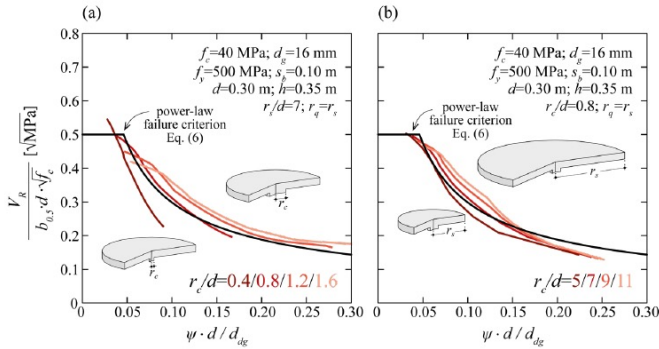 (a)
f_c=40 MPa; d_g=16 mm
f_y=500 MPa; s_b=0.10 m
d=0.30 m; h=0.35 m
r_s/d=7; r_q=r_s
power-law
failure criterion
Eq. (6)
V_R
b_0.5·d·√f_c
[√MPa]
0.8
0.7
0.6
0.5
0.4
0.3
0.2
0.1
0
r_c
r_c
r_c/d=0.4/0.8/1.2/1.6
0 0.05 0.10 0.15 0.20 0.25 0.30
ψ·d/d_dg
(b)
f_c=40 MPa; d_g=16 mm
f_y=500 MPa; s_b=0.10 m
d=0.30 m; h=0.35 m
r_c/d=0.8; r_q=r_s
power-law
failure criterion
Eq. (6)
r_s
r_s
r_c/d=5/7/9/11
0 0.05 0.10 0.15 0.20 0.25 0.30
ψ·d/d_dg